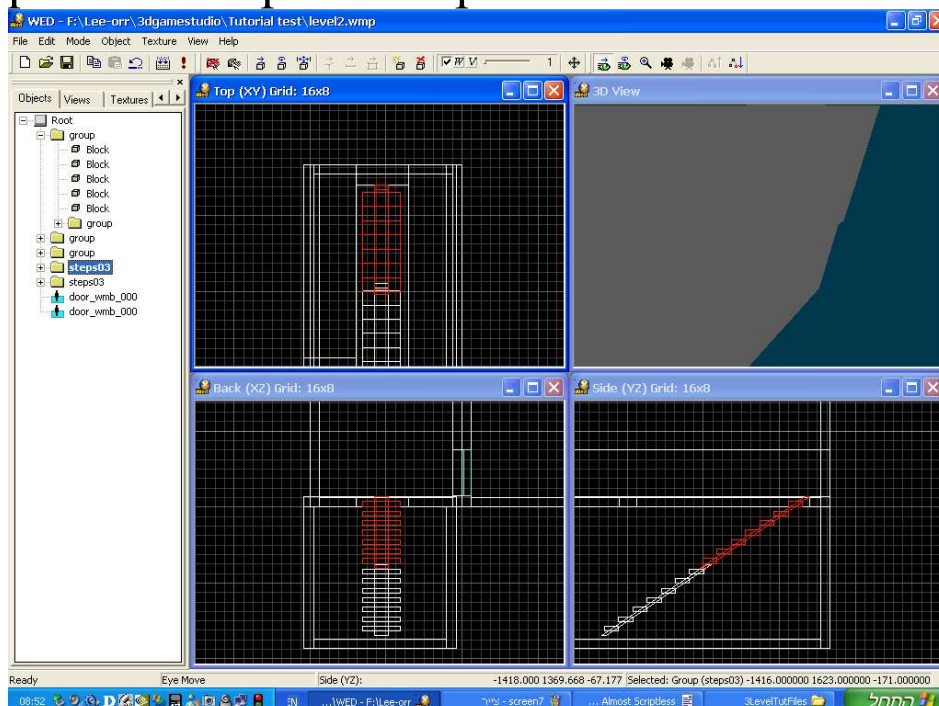 WED - F:\Lee-orr\3dgamestudio\Tutorial test\level2.wmp
File Edit Mode Object Texture View Help
1
Objects Views Textures
Top (XY) Grid: 16x8
3D View
Root
group
Block
Block
Block
Block
Block
group
group
group
steps03
steps03
door_wmb_000
door_wmb_000
Back (XZ) Grid: 16x8
Side (YZ) Grid: 16x8
Ready Eye Move Side (YZ): -1418.000 1369.668 -67.177 Selected: Group (steps03) -1416.000000 1623.000000 -171.000000
08:52 ...\WED - F:\Lee-orr screen7 - צייר ... Almost Scriptless 3LevelTutFiles התחל